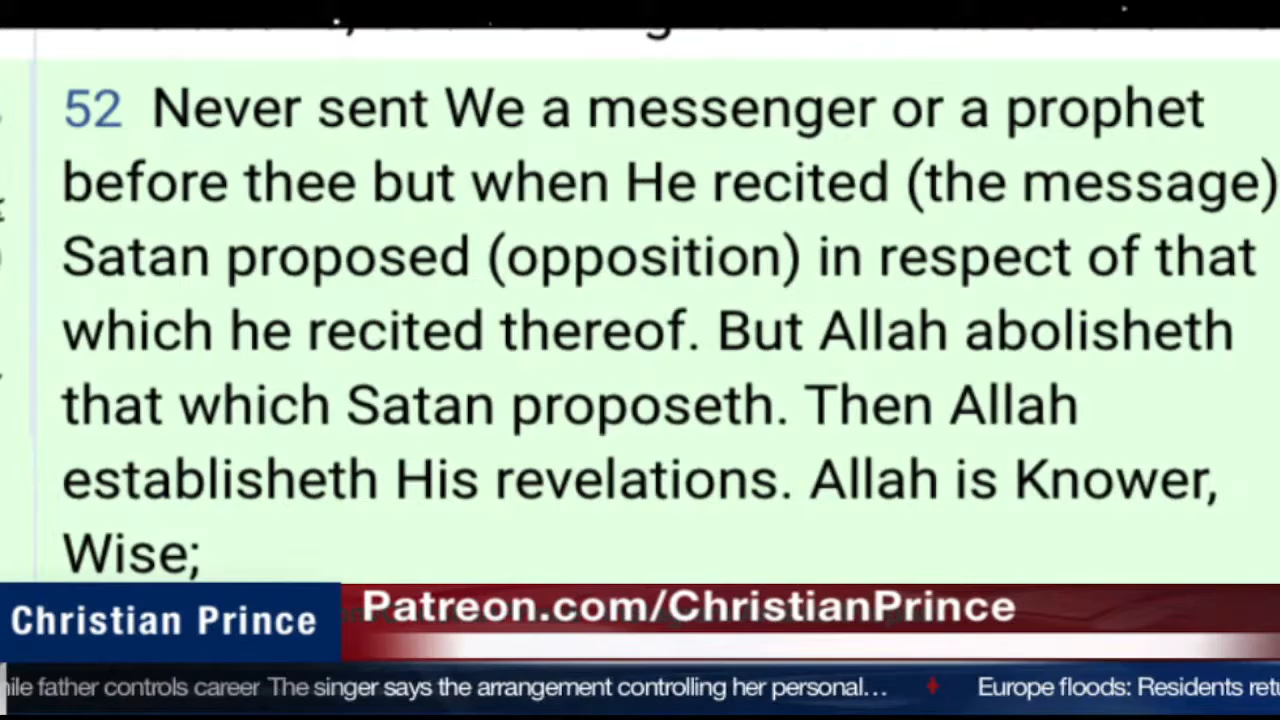 52 Never sent We a messenger or a prophet
before thee but when He recited (the message)
Satan proposed (opposition) in respect of that
which he recited thereof. But Allah abolisheth
that which Satan proposeth. Then Allah
establisheth His revelations. Allah is Knower,
Wise;
Christian Prince
Patreon.com/ChristianPrince
father controls career The singer says the arrangement controlling her personal... Europe floods: Residents